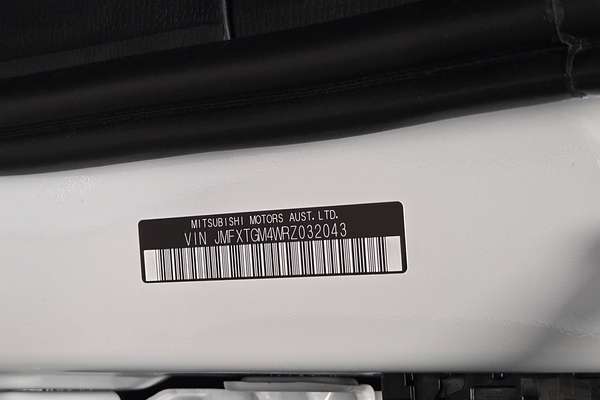 MITSUBISHI MOTORS AUST. LTD.
VIN JMFXTGM4WRZ032043